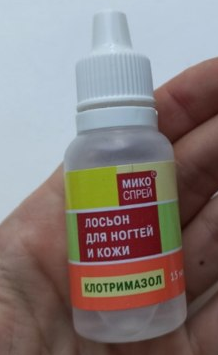 МИКО®
СПРЕЙ
ЛОСЬОН
ДЛЯ НОГТЕЙ
И КОЖИ
КЛОТРИМАЗОЛ